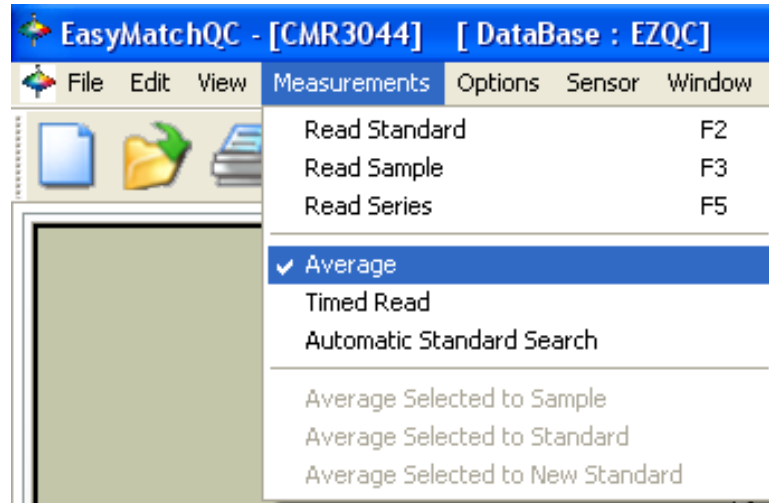 EasyMatchQC - [CMR3044] [ DataBase : EZQC]
File Edit View Measurements Options Sensor Window
Read Standard F2
Read Sample F3
Read Series F5
Average
Timed Read
Automatic Standard Search
Average Selected to Sample
Average Selected to Standard
Average Selected to New Standard